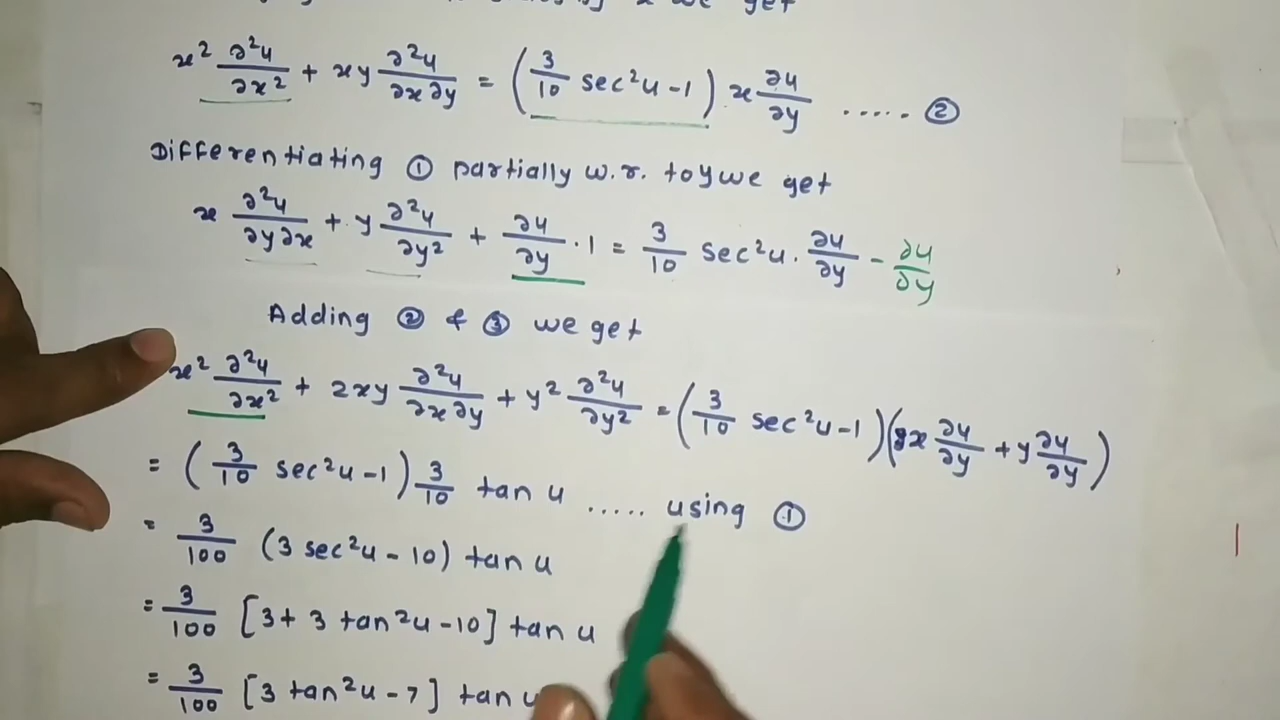 we get
x² ∂²u/∂x² + xy ∂²u/∂x∂y = (3/10 sec²u - 1) x ∂u/∂y ..... ②
Differentiating ① partially w.r. to y we get
x ∂²u/∂y∂x + y ∂²u/∂y² + ∂u/∂y · 1 = 3/10 sec²u · ∂u/∂y - ∂u/∂y
Adding ② & ③ we get
x² ∂²u/∂x² + 2xy ∂²u/∂x∂y + y² ∂²u/∂y² = (3/10 sec²u - 1)(x ∂u/∂y + y ∂u/∂y)
= (3/10 sec²u - 1) 3/10 tan u ..... using ①
= 3/100 (3 sec²u - 10) tan u
= 3/100 [3 + 3 tan²u - 10] tan u
= 3/100 [3 tan²u - 7] tan u